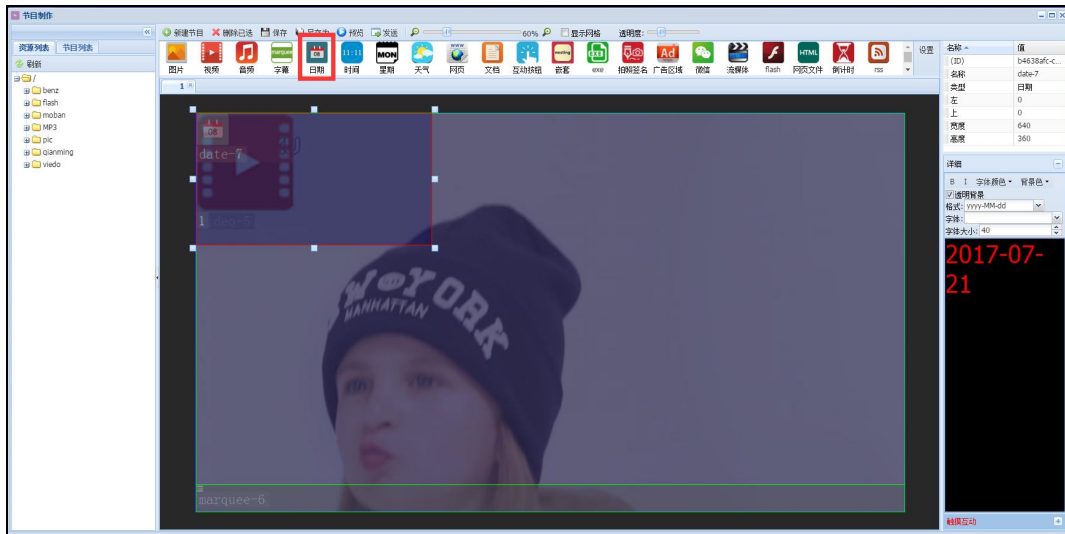 节目制作
资源列表 节目列表
刷新
/
benz
flash
moban
MP3
pic
qianming
viedo
新建节目 删除已选 保存 另存为 预览 发送 60% 显示网格 透明度:
图片 视频 音频 字幕 日期 时间 星期 天气 网页 文档 互动按钮 嵌套 exe 拍照签名 广告区域 微信 流媒体 flash 网页文件 倒计时 rss
设置
1
date-7
1
NEW YORK
MANHATTAN
marquee-6
名称 值
(ID) b4638afc-c...
名称 date-7
类型 日期
左 0
上 0
宽度 640
高度 360
详细
B I 字体颜色 背景色
透明背景
格式: yyyy-MM-dd
字体:
字体大小: 40
2017-07-
21
触摸互动